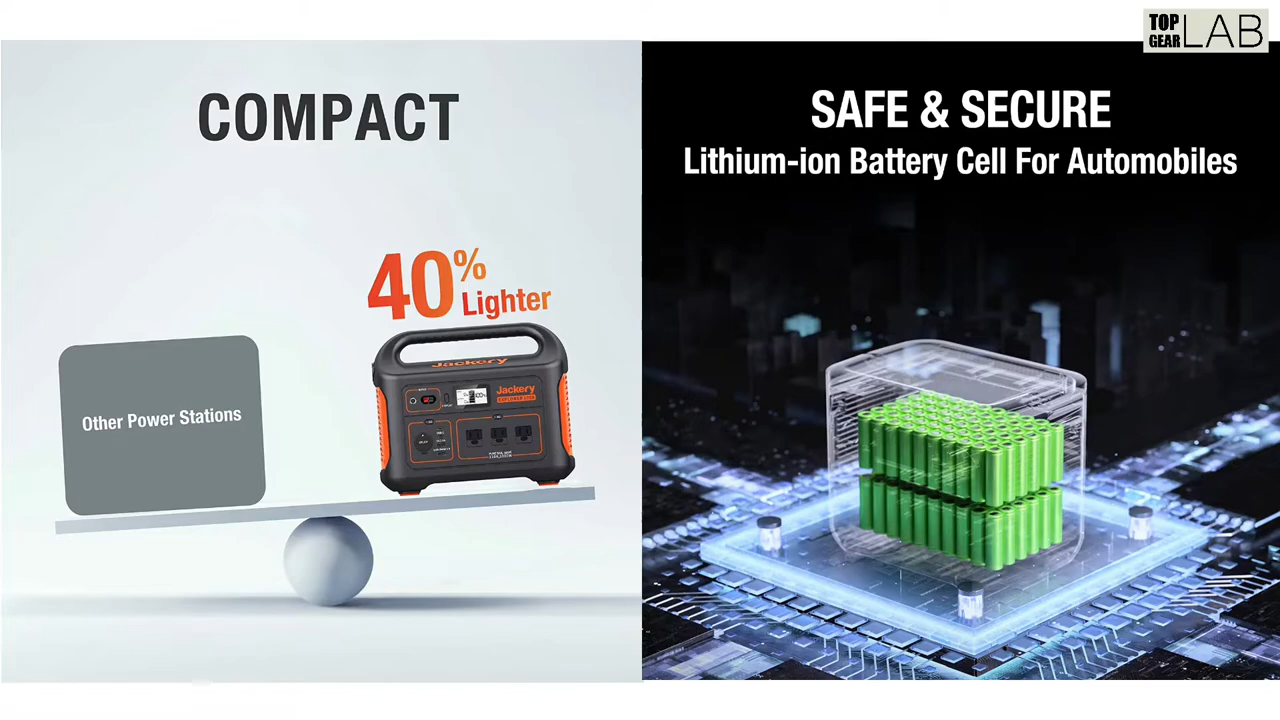 TOP
GEAR LAB
COMPACT
40%
Lighter
Other Power Stations
Jackery
Jackery
SAFE & SECURE
Lithium-ion Battery Cell For Automobiles